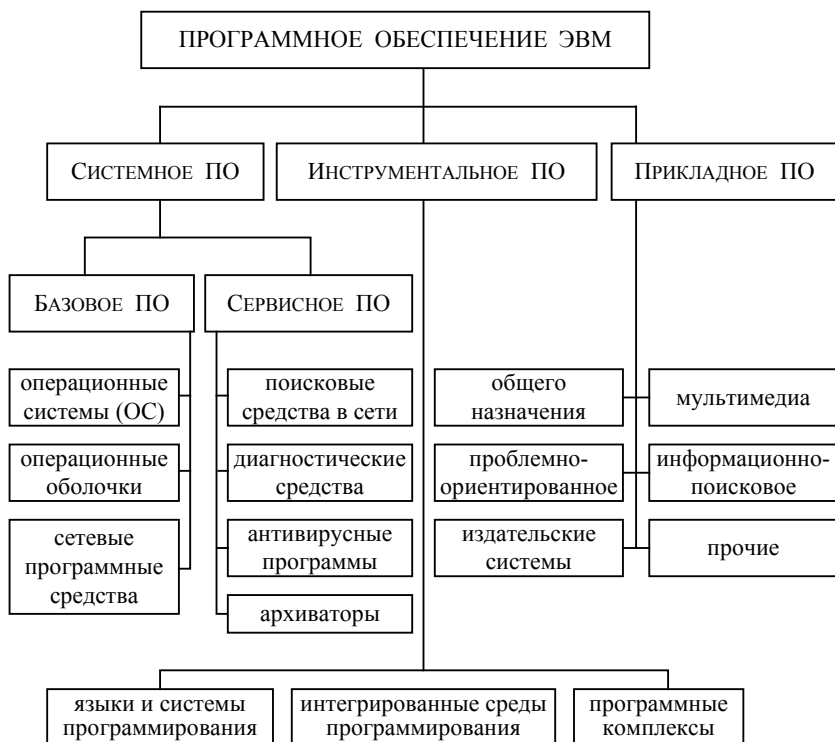 ПРОГРАММНОЕ ОБЕСПЕЧЕНИЕ ЭВМ
СИСТЕМНОЕ ПО
ИНСТРУМЕНТАЛЬНОЕ ПО
ПРИКЛАДНОЕ ПО
БАЗОВОЕ ПО
СЕРВИСНОЕ ПО
операционные
системы (ОС)
операционные
оболочки
сетевые
программные
средства
поисковые
средства в сети
диагностические
средства
антивирусные
программы
архиваторы
общего
назначения
проблемно-
ориентированное
издательские
системы
мультимедиа
информационно-
поисковое
прочие
языки и системы
программирования
интегрированные среды
программирования
программные
комплексы